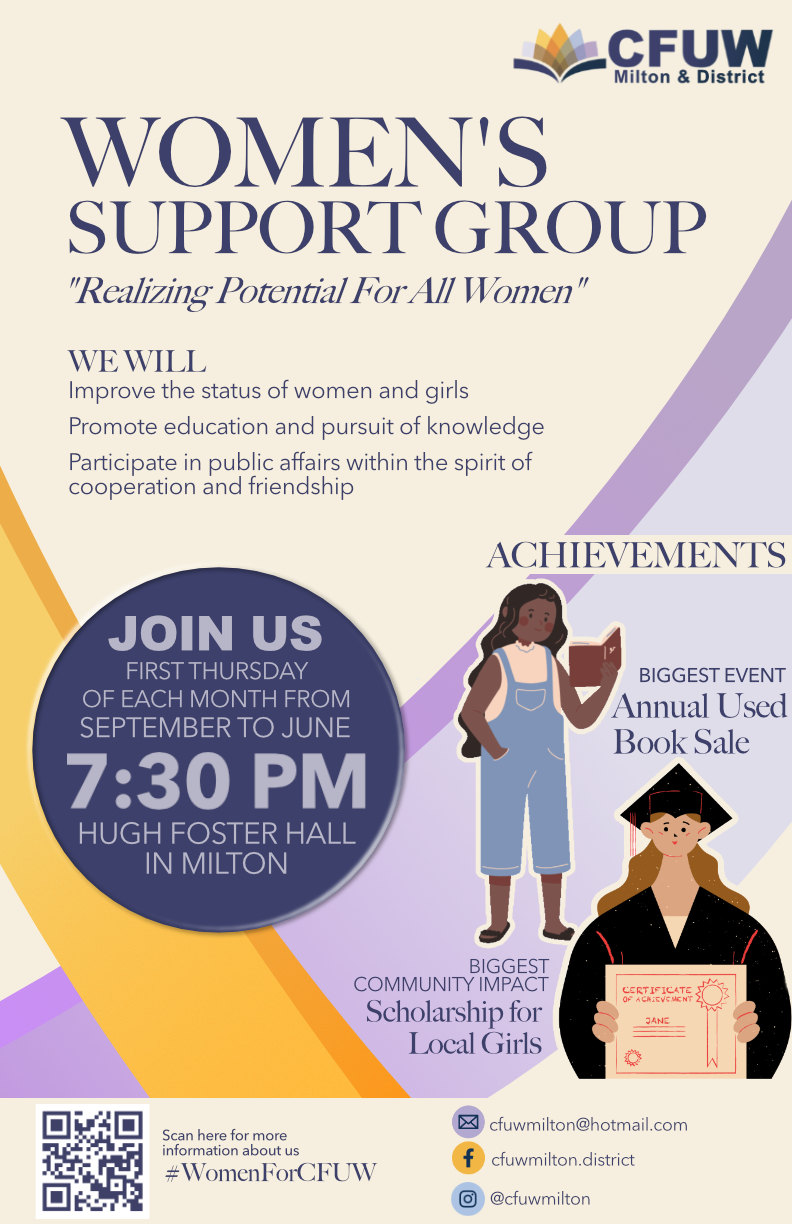 CFUW
Milton & District
WOMEN'S
SUPPORT GROUP
"Realizing Potential For All Women"
WE WILL
Improve the status of women and girls
Promote education and pursuit of knowledge
Participate in public affairs within the spirit of
cooperation and friendship
ACHIEVEMENTS
JOIN US
FIRST THURSDAY
OF EACH MONTH FROM
SEPTEMBER TO JUNE
7:30 PM
HUGH FOSTER HALL
IN MILTON
BIGGEST EVENT
Annual Used
Book Sale
BIGGEST
COMMUNITY IMPACT
Scholarship for
Local Girls
CERTIFICATE
OF ACHIEVEMENT
JANE
Scan here for more
information about us
#WomenForCFUW
cfuwmilton@hotmail.com
cfuwmilton.district
@cfuwmilton